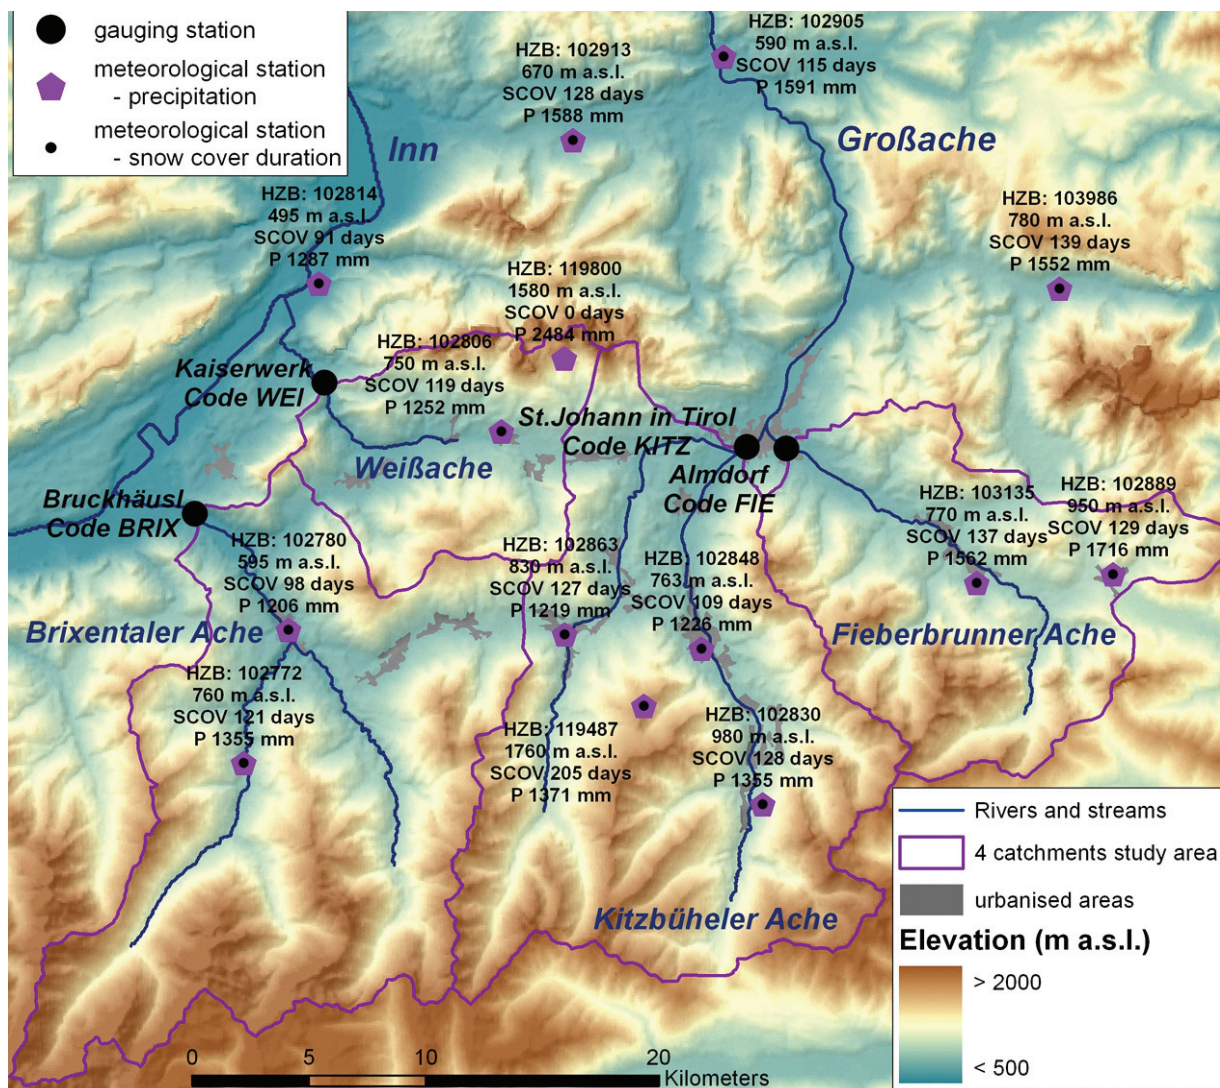 gauging station
meteorological station
- precipitation
meteorological station
- snow cover duration
HZB: 102913
670 m a.s.l.
SCOV 128 days
P 1588 mm
HZB: 102905
590 m a.s.l.
SCOV 115 days
P 1591 mm
Inn
Großache
HZB: 102814
495 m a.s.l.
SCOV 91 days
P 1287 mm
HZB: 103986
780 m a.s.l.
SCOV 139 days
P 1552 mm
HZB: 119800
1580 m a.s.l.
SCOV 0 days
P 2484 mm
HZB: 102806
750 m a.s.l.
SCOV 119 days
P 1252 mm
Kaiserwerk
Code WEI
St.Johann in Tirol
Code KITZ
Weißache
Almdorf
Code FIE
Bruckhäusl
Code BRIX
HZB: 103135
770 m a.s.l.
SCOV 137 days
P 1562 mm
HZB: 102889
950 m a.s.l.
SCOV 129 days
P 1716 mm
HZB: 102780
595 m a.s.l.
SCOV 98 days
P 1206 mm
HZB: 102863
830 m a.s.l.
SCOV 127 days
P 1219 mm
HZB: 102848
763 m a.s.l.
SCOV 109 days
P 1226 mm
Brixentaler Ache
Fieberbrunner Ache
HZB: 102772
760 m a.s.l.
SCOV 121 days
P 1355 mm
HZB: 119487
1760 m a.s.l.
SCOV 205 days
P 1371 mm
HZB: 102830
980 m a.s.l.
SCOV 128 days
P 1355 mm
Kitzbüheler Ache
Rivers and streams
4 catchments study area
urbanised areas
Elevation (m a.s.l.)
> 2000
< 500
0 5 10 20
Kilometers